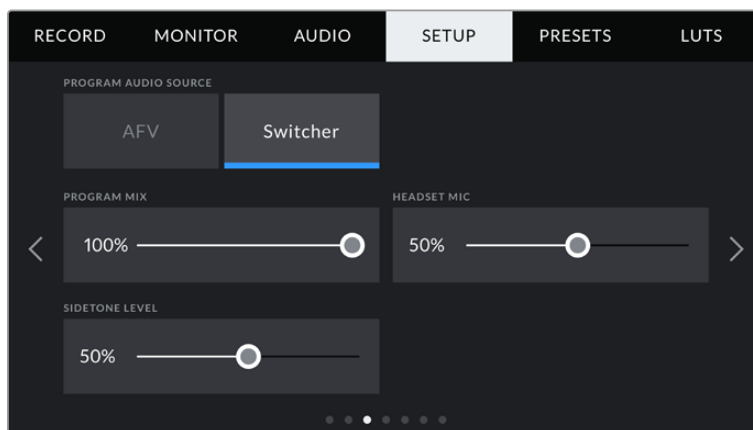 RECORD MONITOR AUDIO SETUP PRESETS LUTS
PROGRAM AUDIO SOURCE
AFV Switcher
PROGRAM MIX HEADSET MIC
100% 50%
SIDETONE LEVEL
50%